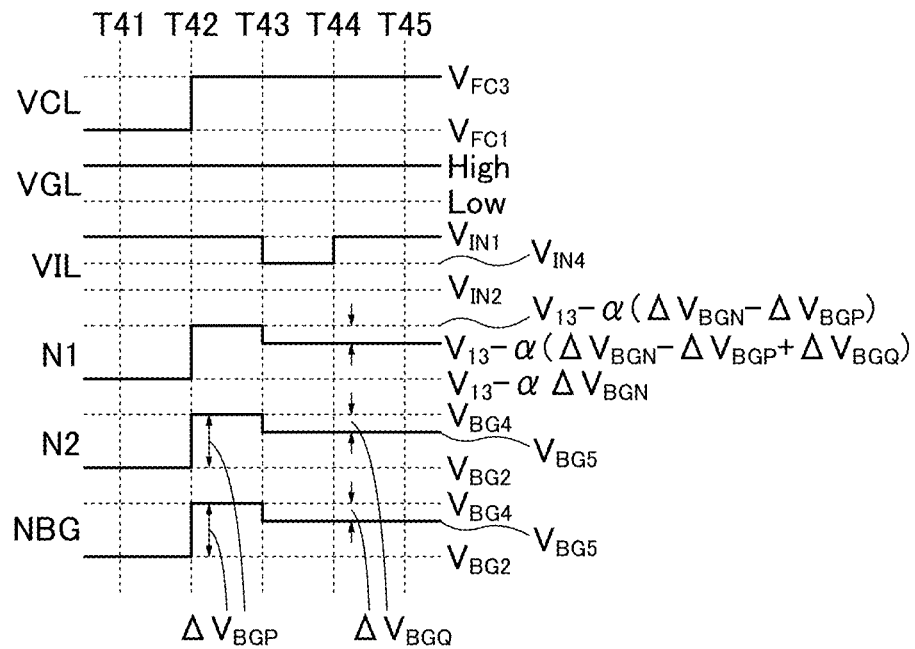 T41 T42 T43 T44 T45
VCL
V_FC3
V_FC1
VGL
High
Low
VIL
V_IN1
V_IN4
V_IN2
N1
V_13−α(ΔV_BGN−ΔV_BGP)
V_13−α(ΔV_BGN−ΔV_BGP+ΔV_BGQ)
V_13−αΔV_BGN
N2
V_BG4
V_BG5
V_BG2
NBG
V_BG4
V_BG5
V_BG2
ΔV_BGP ΔV_BGQ